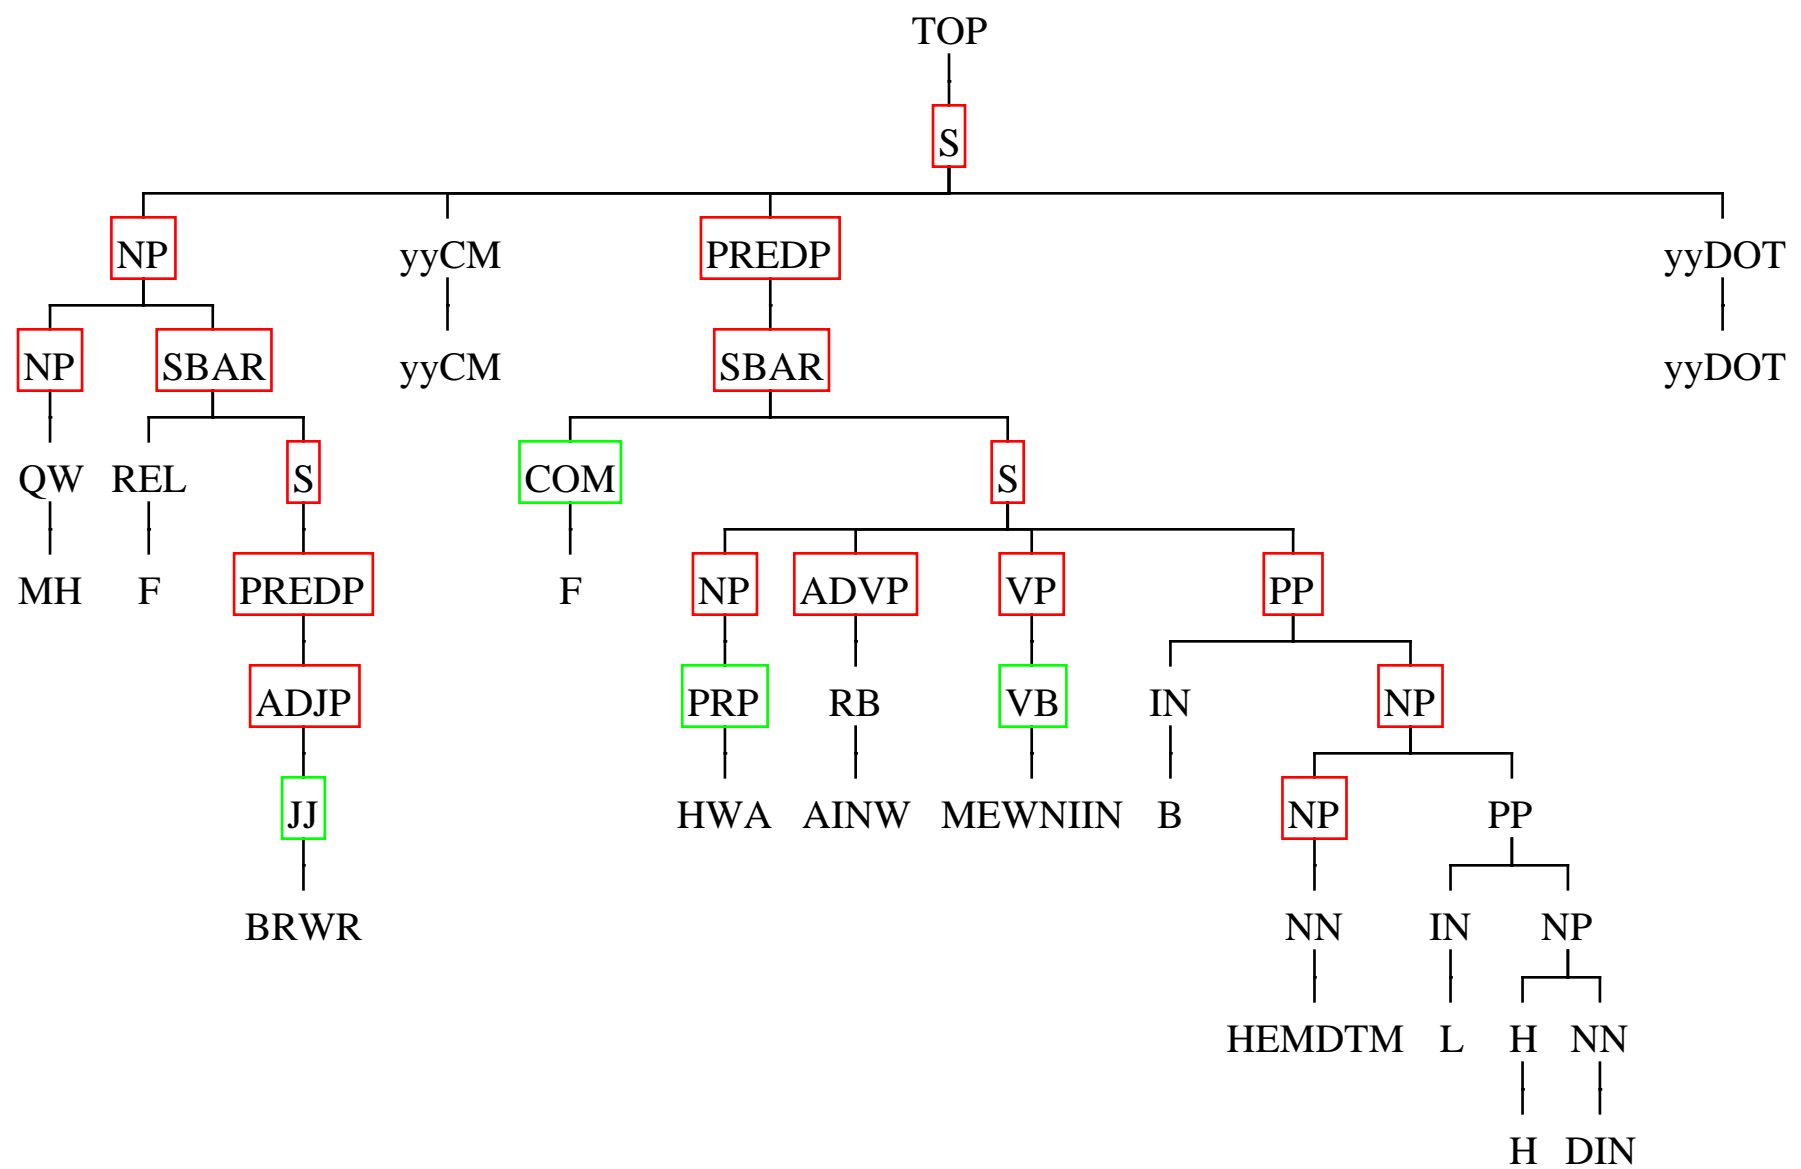 TOP
S
NP yyCM PREDP yyDOT
NP SBAR yyCM SBAR yyDOT
QW REL S COM S
MH F PREDP F NP ADVP VP PP
ADJP PRP RB VB IN NP
JJ HWA AINW MEWNIIN B NP PP
BRWR NN IN NP
HEMDTM L H NN
H DIN